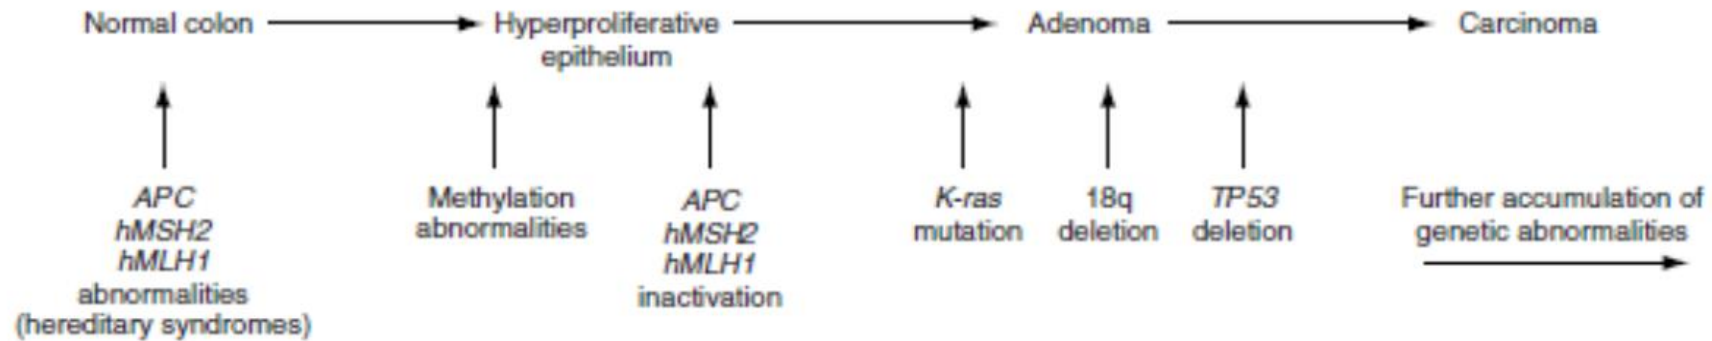 Normal colon
Hyperproliferative
epithelium
Adenoma
Carcinoma
APC
hMSH2
hMLH1
abnormalities
(hereditary syndromes)
Methylation
abnormalities
APC
hMSH2
hMLH1
inactivation
K-ras
mutation
18q
deletion
TP53
deletion
Further accumulation of
genetic abnormalities